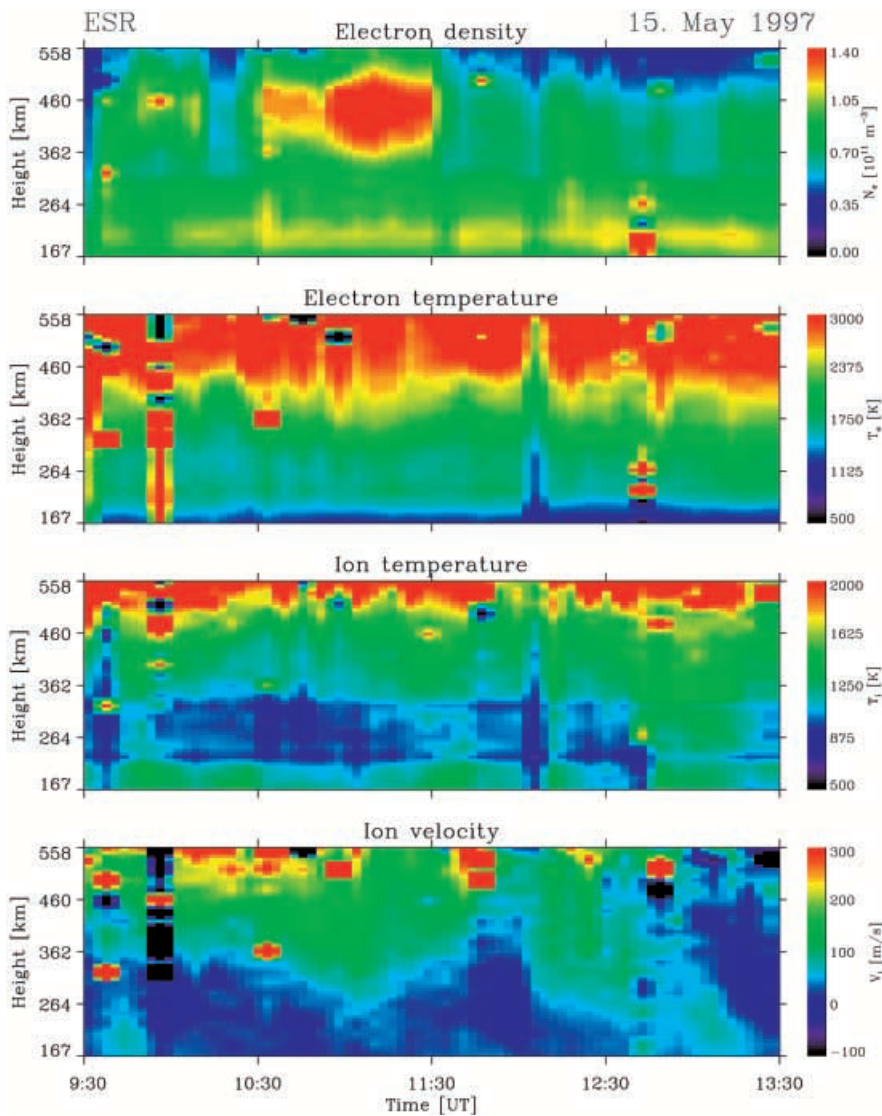 ESR 15. May 1997
Electron density
Height [km]
558
460
362
264
167
1.40
1.05
0.70
0.35
0.00
Nₑ [10¹¹ m⁻³]
Electron temperature
Height [km]
558
460
362
264
167
3000
2375
1750
1125
500
Tₑ [K]
Ion temperature
Height [km]
558
460
362
264
167
2000
1625
1250
875
500
Tᵢ [K]
Ion velocity
Height [km]
558
460
362
264
167
300
200
100
0
-100
Vᵢ [m/s]
9:30 10:30 11:30 12:30 13:30
Time [UT]